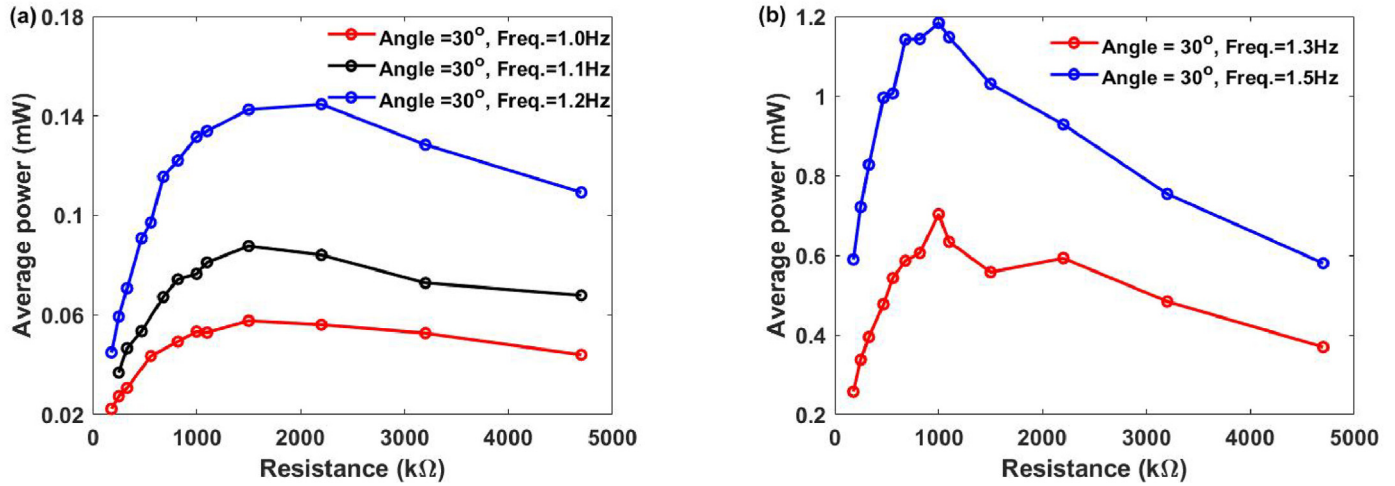 (a)
0.18
0.14
0.1
0.06
0.02
Average power (mW)
Angle =30°, Freq.=1.0Hz
Angle =30°, Freq.=1.1Hz
Angle =30°, Freq.=1.2Hz
0 1000 2000 3000 4000 5000
Resistance (kΩ)
(b)
1.2
1
0.8
0.6
0.4
0.2
Average power (mW)
Angle = 30°, Freq.=1.3Hz
Angle = 30°, Freq.=1.5Hz
0 1000 2000 3000 4000 5000
Resistance (kΩ)